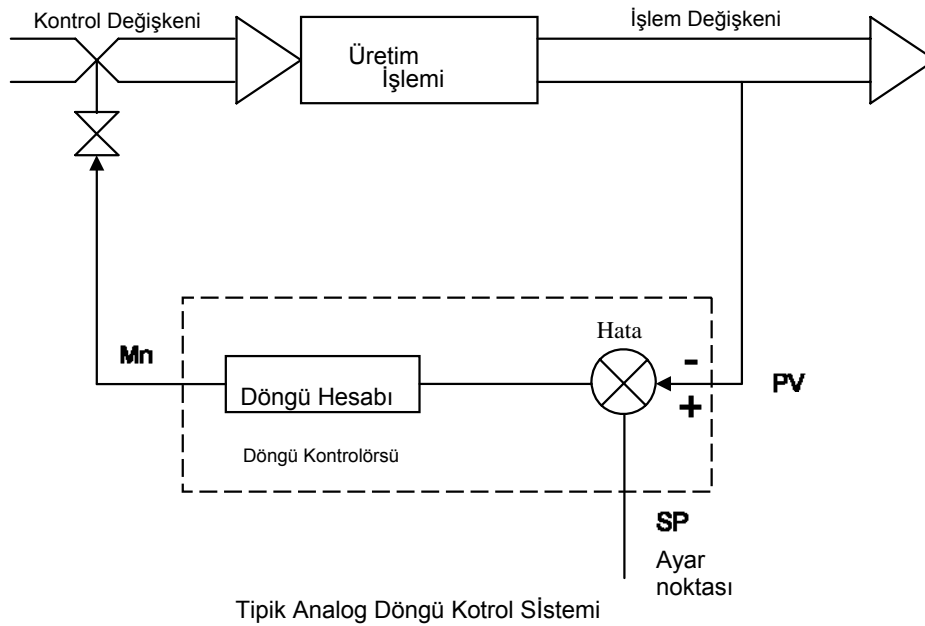 Kontrol Değişkeni
İşlem Değişkeni
Üretim
İşlemi
Hata
Mn
-
PV
+
Döngü Hesabı
Döngü Kontrolörsü
SP
Ayar
noktası
Tipik Analog Döngü Kotrol Sİstemi